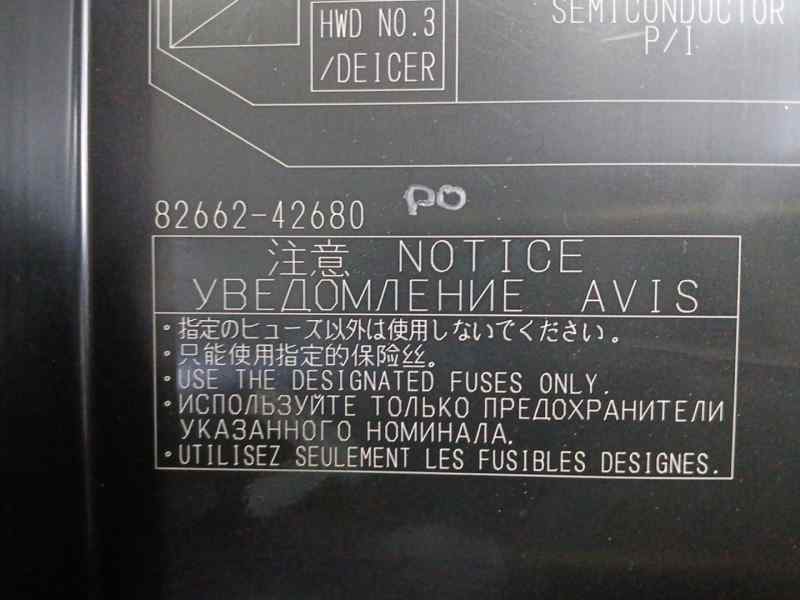 HWD NO.3
/DEICER
SEMICONDUCTOR
P/I
82662-42680
PO
注意 NOTICE
УВЕДОМЛЕНИЕ AVIS
・指定のヒューズ以外は使用しないでください。
・只能使用指定的保险丝。
・USE THE DESIGNATED FUSES ONLY.
・ИСПОЛЬЗУЙТЕ ТОЛЬКО ПРЕДОХРАНИТЕЛИ
УКАЗАННОГО НОМИНАЛА.
・UTILISEZ SEULEMENT LES FUSIBLES DESIGNES.